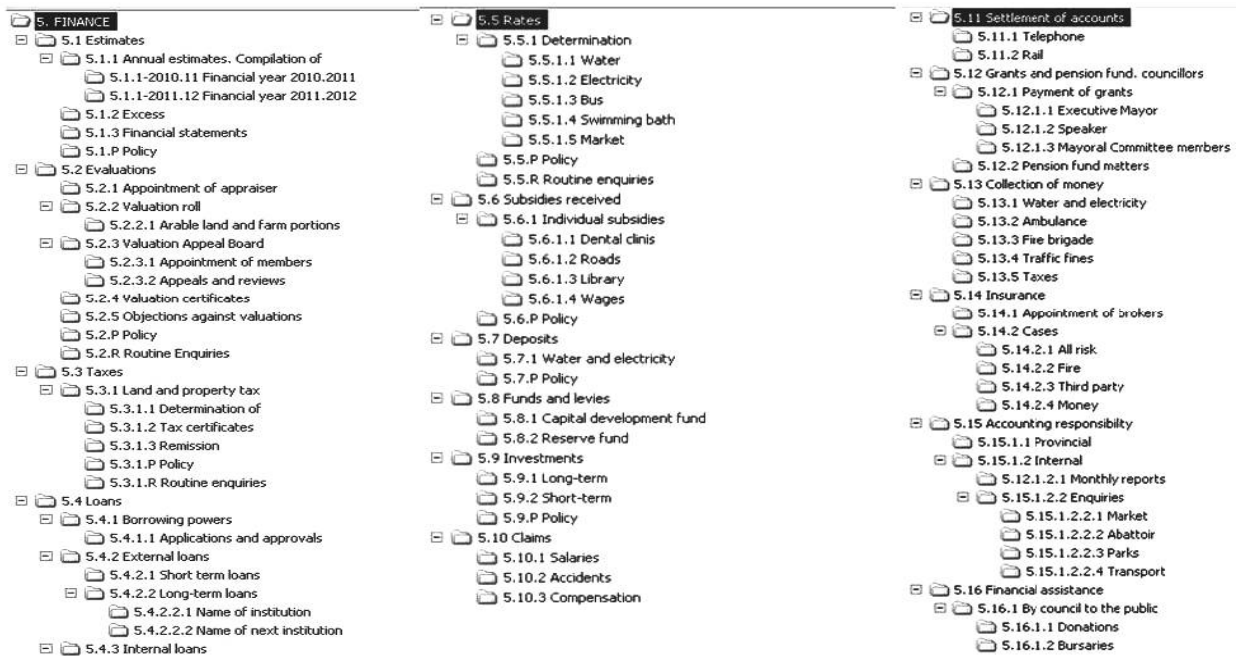 5. FINANCE
5.1 Estimates
5.1.1 Annual estimates. Compilation of
5.1.1-2010.11 Financial year 2010.2011
5.1.1-2011.12 Financial year 2011.2012
5.1.2 Excess
5.1.3 Financial statements
5.1.P Policy
5.2 Evaluations
5.2.1 Appointment of appraiser
5.2.2 Valuation roll
5.2.2.1 Arable land and farm portions
5.2.3 Valuation Appeal Board
5.2.3.1 Appointment of members
5.2.3.2 Appeals and reviews
5.2.4 Valuation certificates
5.2.5 Objections against valuations
5.2.P Policy
5.2.R Routine Enquiries
5.3 Taxes
5.3.1 Land and property tax
5.3.1.1 Determination of
5.3.1.2 Tax certificates
5.3.1.3 Remission
5.3.1.P Policy
5.3.1.R Routine enquiries
5.4 Loans
5.4.1 Borrowing powers
5.4.1.1 Applications and approvals
5.4.2 External loans
5.4.2.1 Short term loans
5.4.2.2 Long-term loans
5.4.2.2.1 Name of institution
5.4.2.2.2 Name of next institution
5.4.3 Internal loans
5.5 Rates
5.5.1 Determination
5.5.1.1 Water
5.5.1.2 Electricity
5.5.1.3 Bus
5.5.1.4 Swimming bath
5.5.1.5 Market
5.5.P Policy
5.5.R Routine enquiries
5.6 Subsidies received
5.6.1 Individual subsidies
5.6.1.1 Dental clinis
5.6.1.2 Roads
5.6.1.3 Library
5.6.1.4 Wages
5.6.P Policy
5.7 Deposits
5.7.1 Water and electricity
5.7.P Policy
5.8 Funds and levies
5.8.1 Capital development fund
5.8.2 Reserve fund
5.9 Investments
5.9.1 Long-term
5.9.2 Short-term
5.9.P Policy
5.10 Claims
5.10.1 Salaries
5.10.2 Accidents
5.10.3 Compensation
5.11 Settlement of accounts
5.11.1 Telephone
5.11.2 Rail
5.12 Grants and pension fund. councillors
5.12.1 Payment of grants
5.12.1.1 Executive Mayor
5.12.1.2 Speaker
5.12.1.3 Mayoral Committee members
5.12.2 Pension fund matters
5.13 Collection of money
5.13.1 Water and electricity
5.13.2 Ambulance
5.13.3 Fire brigade
5.13.4 Traffic fines
5.13.5 Taxes
5.14 Insurance
5.14.1 Appointment of brokers
5.14.2 Cases
5.14.2.1 All risk
5.14.2.2 Fire
5.14.2.3 Third party
5.14.2.4 Money
5.15 Accounting responsibilty
5.15.1.1 Provincial
5.15.1.2 Internal
5.12.1.2.1 Monthly reports
5.15.1.2.2 Enquiries
5.15.1.2.2.1 Market
5.15.1.2.2.2 Abattoir
5.15.1.2.2.3 Parks
5.15.1.2.2.4 Transport
5.16 Financial assistance
5.16.1 By council to the public
5.16.1.1 Donations
5.16.1.2 Bursaries